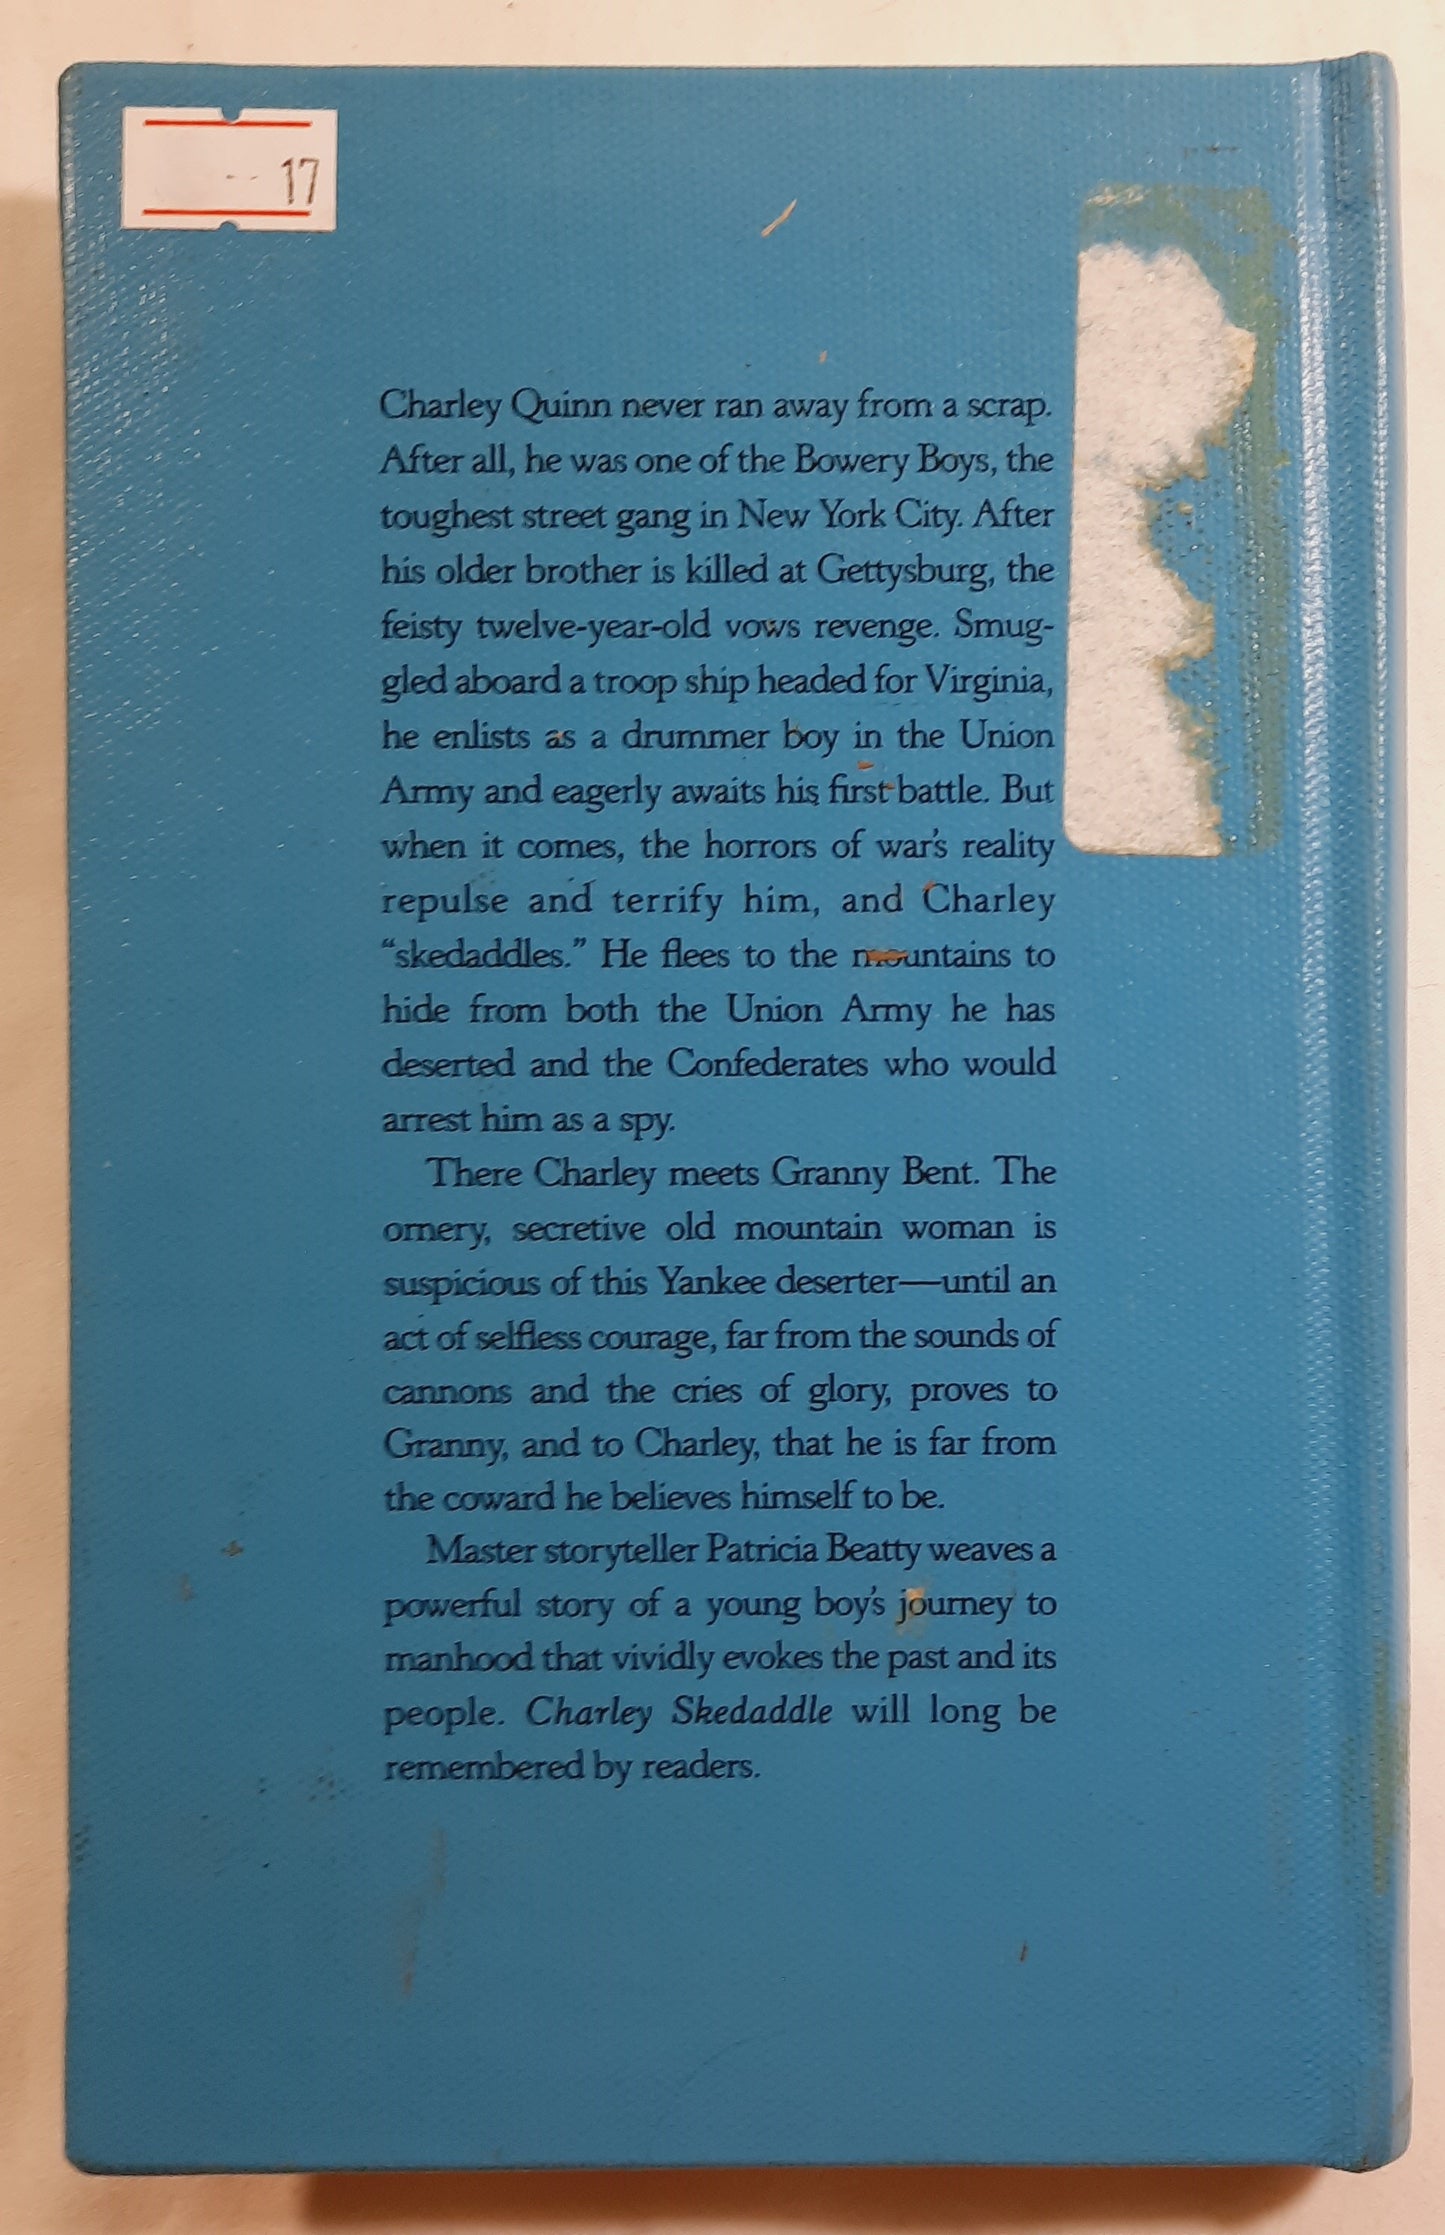 -- 17
Charley Quinn never ran away from a scrap.
After all, he was one of the Bowery Boys, the
toughest street gang in New York City. After
his older brother is killed at Gettysburg, the
feisty twelve-year-old vows revenge. Smug-
gled aboard a troop ship headed for Virginia,
he enlists as a drummer boy in the Union
Army and eagerly awaits his first battle. But
when it comes, the horrors of war's reality
repulse and terrify him, and Charley
“skedaddles.” He flees to the mountains to
hide from both the Union Army he has
deserted and the Confederates who would
arrest him as a spy.
There Charley meets Granny Bent. The
ornery, secretive old mountain woman is
suspicious of this Yankee deserter—until an
act of selfless courage, far from the sounds of
cannons and the cries of glory, proves to
Granny, and to Charley, that he is far from
the coward he believes himself to be.
Master storyteller Patricia Beatty weaves a
powerful story of a young boy's journey to
manhood that vividly evokes the past and its
people. Charley Skedaddle will long be
remembered by readers.